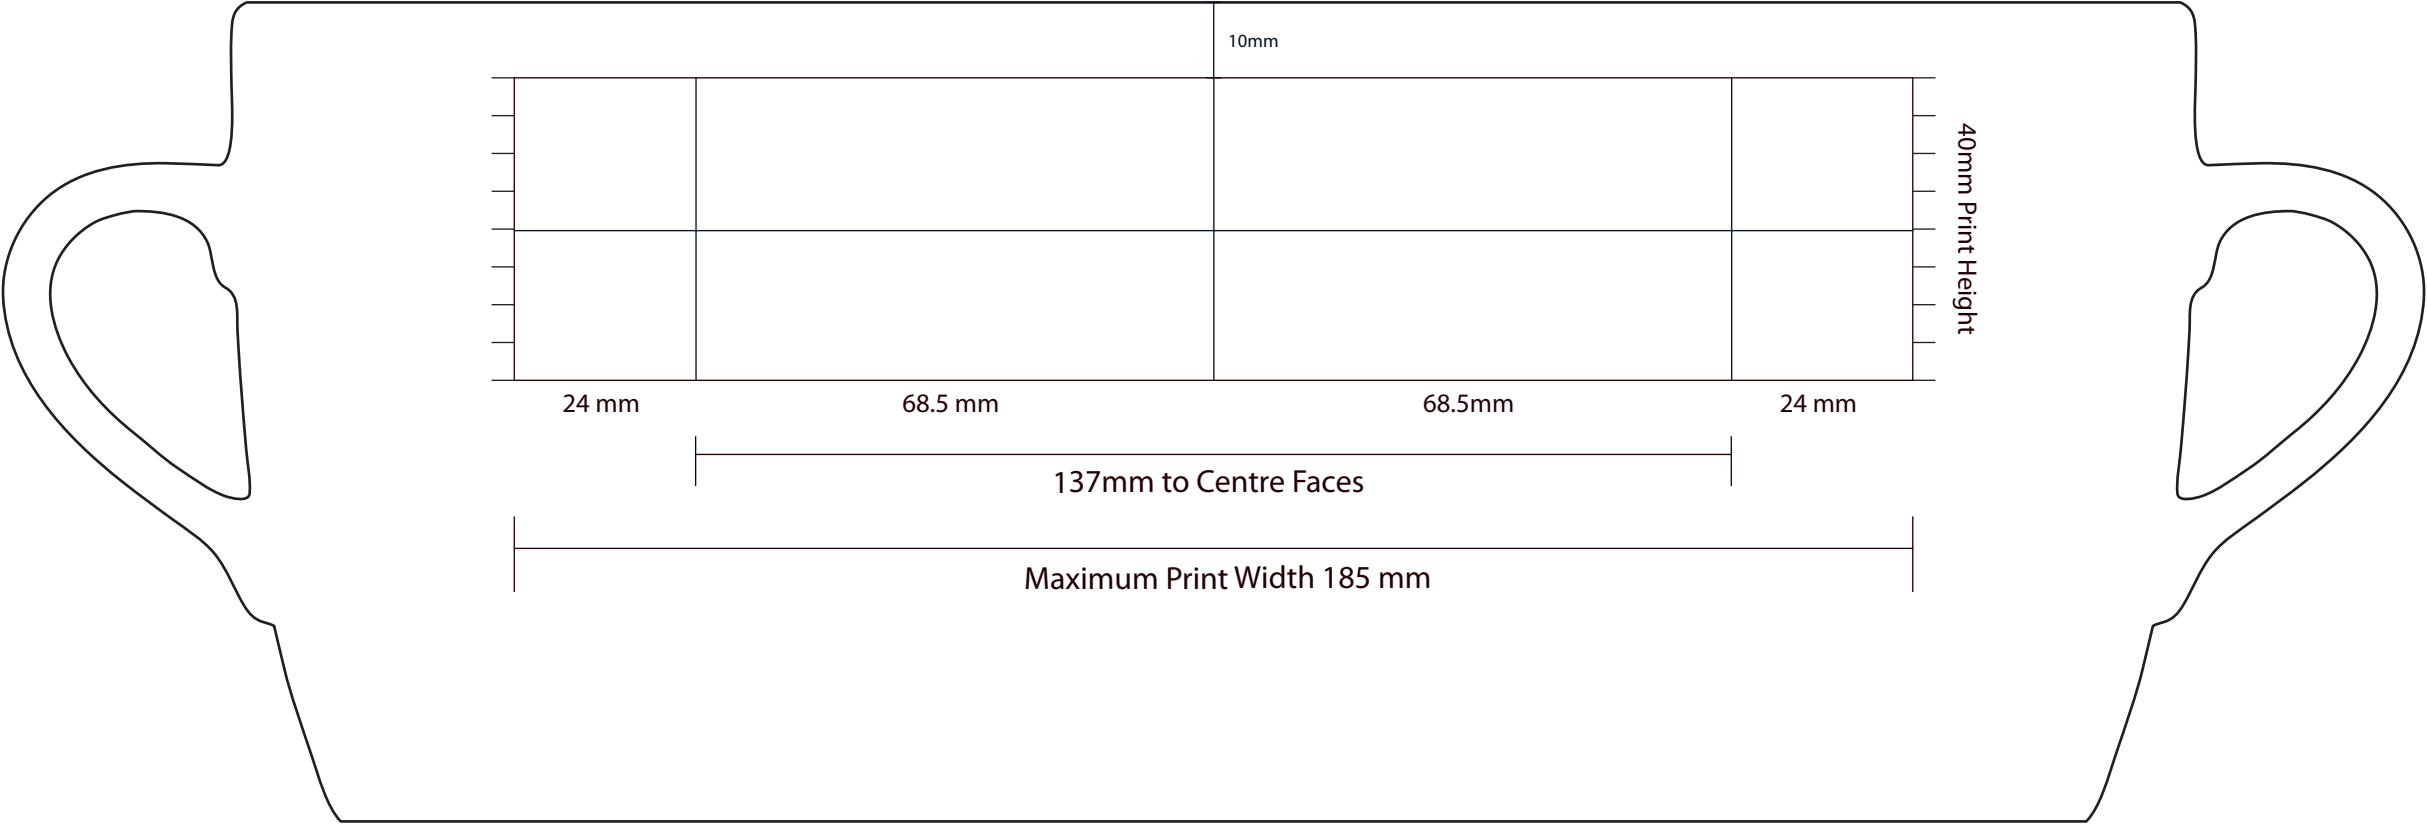 10mm
40mm Print Height
24 mm
68.5 mm
68.5mm
24 mm
137mm to Centre Faces
Maximum Print Width 185 mm